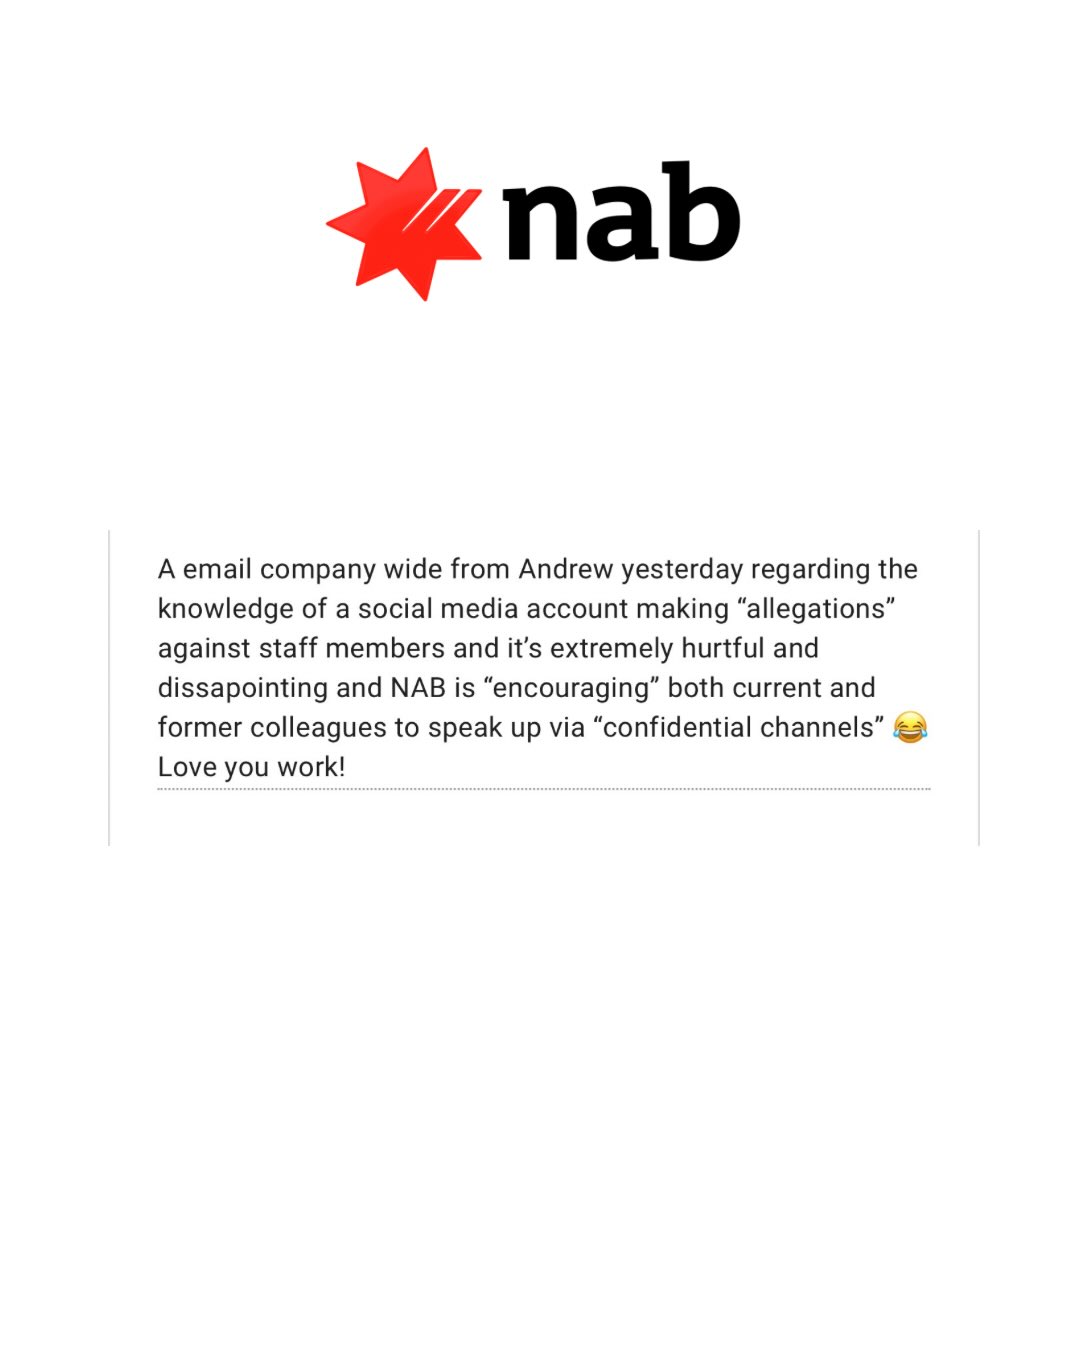 nab
A email company wide from Andrew yesterday regarding the
knowledge of a social media account making “allegations”
against staff members and it’s extremely hurtful and
dissapointing and NAB is “encouraging” both current and
former colleagues to speak up via “confidential channels” 😂
Love you work!